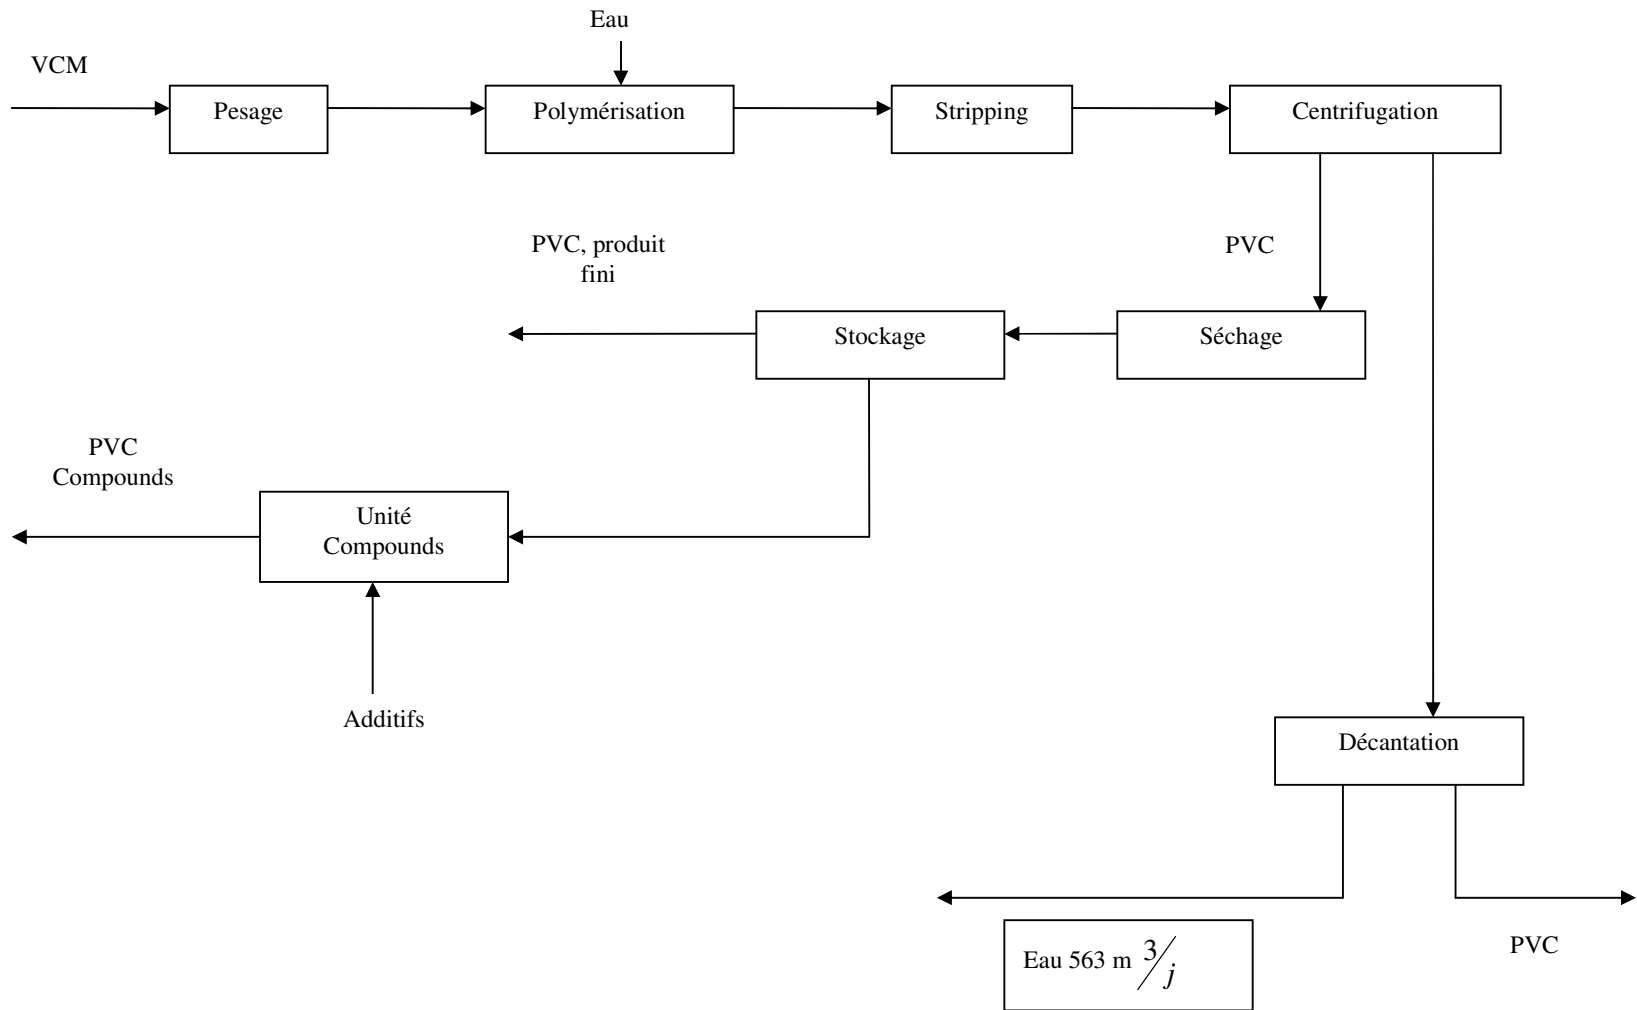 Eau
VCM
Pesage
Polymérisation
Stripping
Centrifugation
PVC, produit
fini
PVC
Stockage
Séchage
PVC
Compounds
Unité
Compounds
Additifs
Décantation
Eau 563 m 3/j
PVC